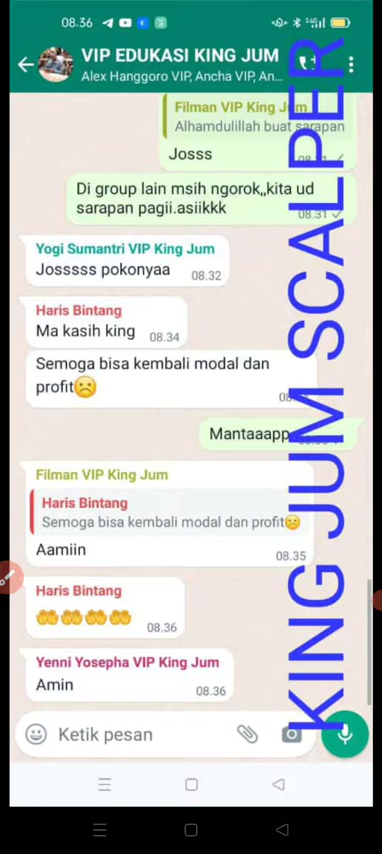 08.36
VIP EDUKASI KING JUM
Alex Hanggoro VIP, Ancha VIP, An...
Filman VIP King Jum
Alhamdulillah buat sarapan
Josss
Di group lain msih ngorok,,kita ud
sarapan pagii.asiikkk
08.31
Yogi Sumantri VIP King Jum
Josssss pokonyaa 08.32
Haris Bintang
Ma kasih king 08.34
Semoga bisa kembali modal dan
profit☹️
Mantaaapp
Filman VIP King Jum
Haris Bintang
Semoga bisa kembali modal dan profit☹️
Aamiin 08.35
Haris Bintang
🤲🤲🤲🤲 08.36
Yenni Yosepha VIP King Jum
Amin 08.36
Ketik pesan
KING JUM SCALPER